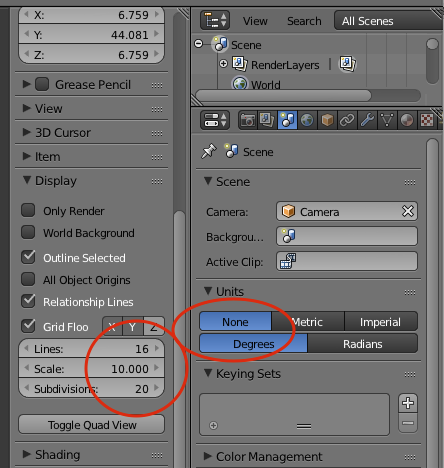 X: 6.759
Y: 44.081
Z: 6.759
Grease Pencil
View
3D Cursor
Item
Display
Only Render
World Background
Outline Selected
All Object Origins
Relationship Lines
Grid Floo X Y Z
Lines: 16
Scale: 10.000
Subdivisions: 20
Toggle Quad View
Shading
View Search All Scenes
Scene
RenderLayers
World
Scene
Scene
Camera: Camera
Backgrou...
Active Clip:
Units
None Metric Imperial
Degrees Radians
Keying Sets
Color Management